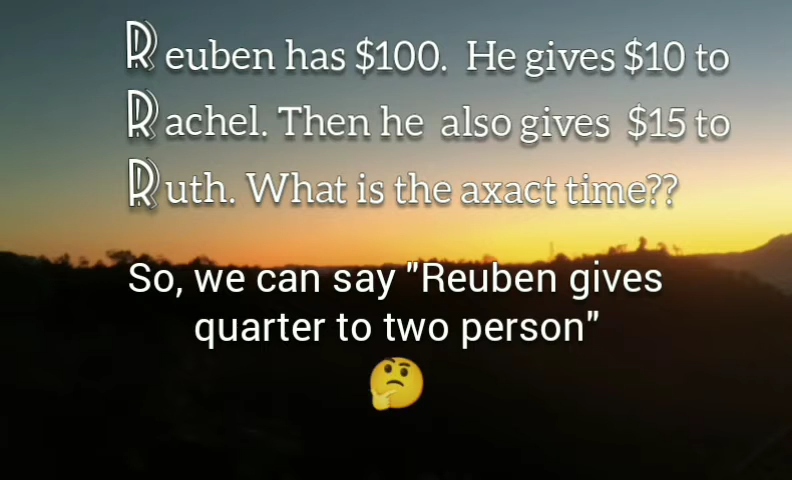 Reuben has $100. He gives $10 to
Rachel. Then he also gives $15 to
Ruth. What is the axact time??
So, we can say "Reuben gives
quarter to two person"
🤔